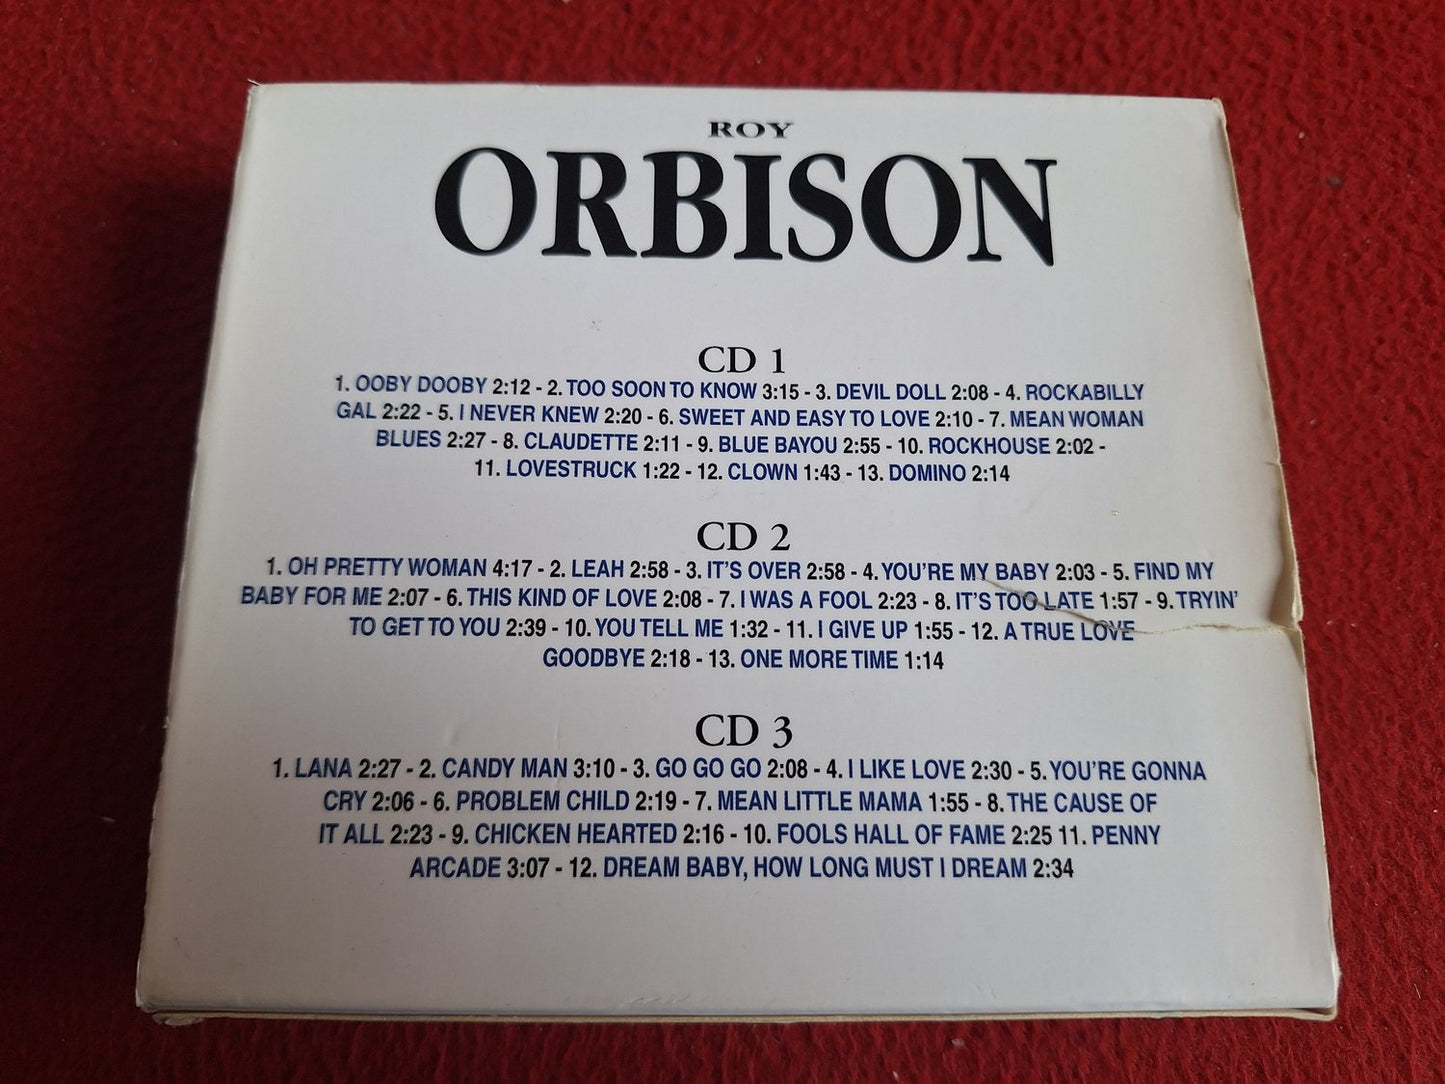 ROY
ORBISON
CD 1
1. OOBY DOOBY 2:12 - 2. TOO SOON TO KNOW 3:15 - 3. DEVIL DOLL 2:08 - 4. ROCKABILLY
GAL 2:22 - 5. I NEVER KNEW 2:20 - 6. SWEET AND EASY TO LOVE 2:10 - 7. MEAN WOMAN
BLUES 2:27 - 8. CLAUDETTE 2:11 - 9. BLUE BAYOU 2:55 - 10. ROCKHOUSE 2:02 -
11. LOVESTRUCK 1:22 - 12. CLOWN 1:43 - 13. DOMINO 2:14
CD 2
1. OH PRETTY WOMAN 4:17 - 2. LEAH 2:58 - 3. IT'S OVER 2:58 - 4. YOU'RE MY BABY 2:03 - 5. FIND MY
BABY FOR ME 2:07 - 6. THIS KIND OF LOVE 2:08 - 7. I WAS A FOOL 2:23 - 8. IT'S TOO LATE 1:57 - 9. TRYIN'
TO GET TO YOU 2:39 - 10. YOU TELL ME 1:32 - 11. I GIVE UP 1:55 - 12. A TRUE LOVE
GOODBYE 2:18 - 13. ONE MORE TIME 1:14
CD 3
1. LANA 2:27 - 2. CANDY MAN 3:10 - 3. GO GO GO 2:08 - 4. I LIKE LOVE 2:30 - 5. YOU'RE GONNA
CRY 2:06 - 6. PROBLEM CHILD 2:19 - 7. MEAN LITTLE MAMA 1:55 - 8. THE CAUSE OF
IT ALL 2:23 - 9. CHICKEN HEARTED 2:16 - 10. FOOLS HALL OF FAME 2:25 11. PENNY
ARCADE 3:07 - 12. DREAM BABY, HOW LONG MUST I DREAM 2:34